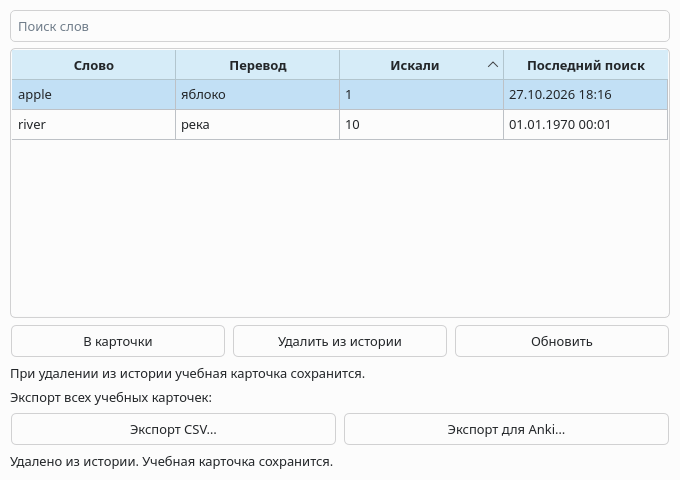 Поиск слов
Слово Перевод Искали Последний поиск
apple яблоко 1 27.10.2026 18:16
river река 10 01.01.1970 00:01
В карточки Удалить из истории Обновить
При удалении из истории учебная карточка сохранится.
Экспорт всех учебных карточек:
Экспорт CSV... Экспорт для Anki...
Удалено из истории. Учебная карточка сохранится.